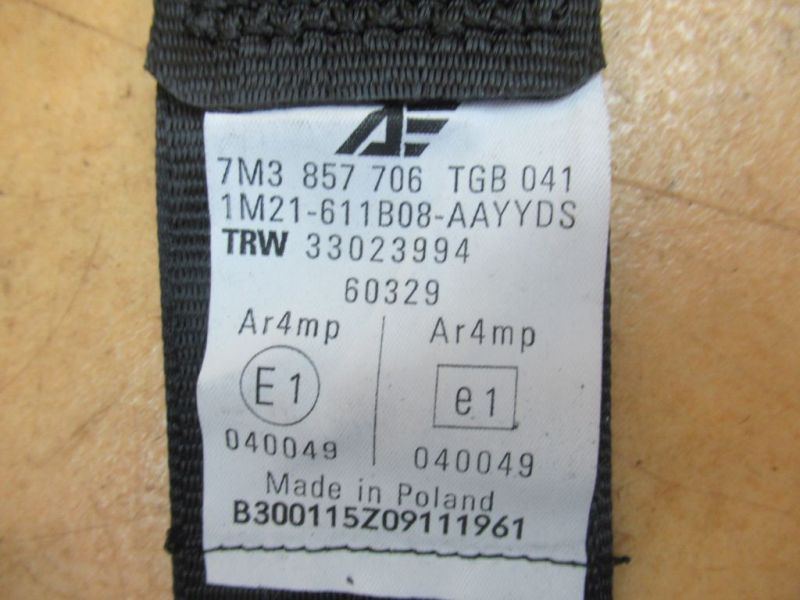 AE
7M3 857 706 TGB 041
1M21-611B08-AAYYDS
TRW 33023994
60329
Ar4mp Ar4mp
E1 e1
040049 040049
Made in Poland
B300115Z09111961